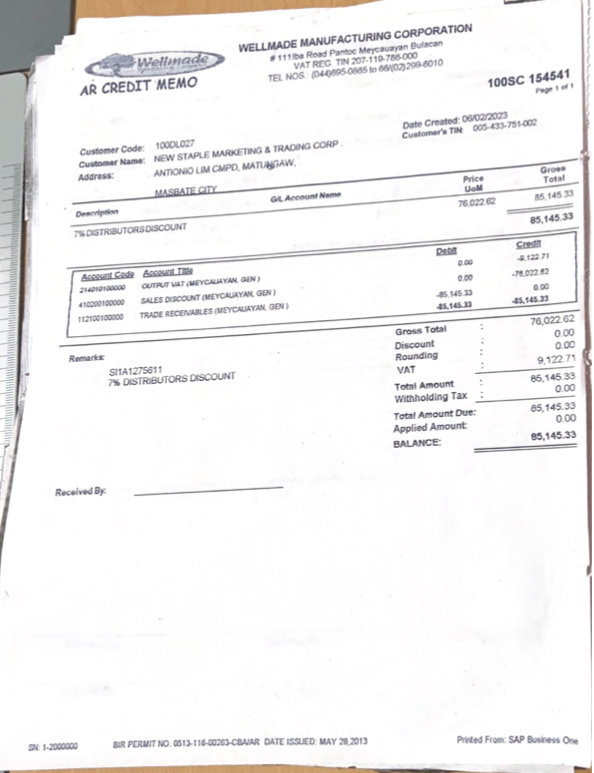 Wellmade
WELLMADE MANUFACTURING CORPORATION
# 111Iba Road Pantoc Meycauayan Bulacan
VAT REG. TIN 207-119-786-000
TEL NOS.: (044)695-0665 to 66/(02)299-6010
AR CREDIT MEMO
100SC 154541
Page 1 of 1
Date Created: 06/02/2023
Customer's TIN: 005-433-751-002
Customer Code: 100DL027
Customer Name: NEW STAPLE MARKETING & TRADING CORP
Address: ANTIONIO LIM CMPD, MATUNGAW,
MASBATE CITY
Description G/L Account Name Price UoM Gross Total
7% DISTRIBUTORS DISCOUNT 76,022.62 85,145.33
85,145.33
Account Code Account Title Debit Credit
214010100000 OUTPUT VAT (MEYCAUAYAN, GEN ) 0.00 -9,122.71
410200100000 SALES DISCOUNT (MEYCAUAYAN, GEN ) 0.00 -76,022.62
112100100000 TRADE RECEIVABLES (MEYCAUAYAN, GEN ) -85,145.33 0.00
-85,145.33 -85,145.33
Remarks:
SI1A1275611
7% DISTRIBUTORS DISCOUNT
Gross Total : 76,022.62
Discount : 0.00
Rounding : 0.00
VAT : 9,122.71
Total Amount : 85,145.33
Withholding Tax : 0.00
Total Amount Due: 85,145.33
Applied Amount: 0.00
BALANCE: 85,145.33
Received By:
SN: 1-2000000 BIR PERMIT NO. 0513-116-00263-CBA/AR DATE ISSUED: MAY 28,2013 Printed From: SAP Business One